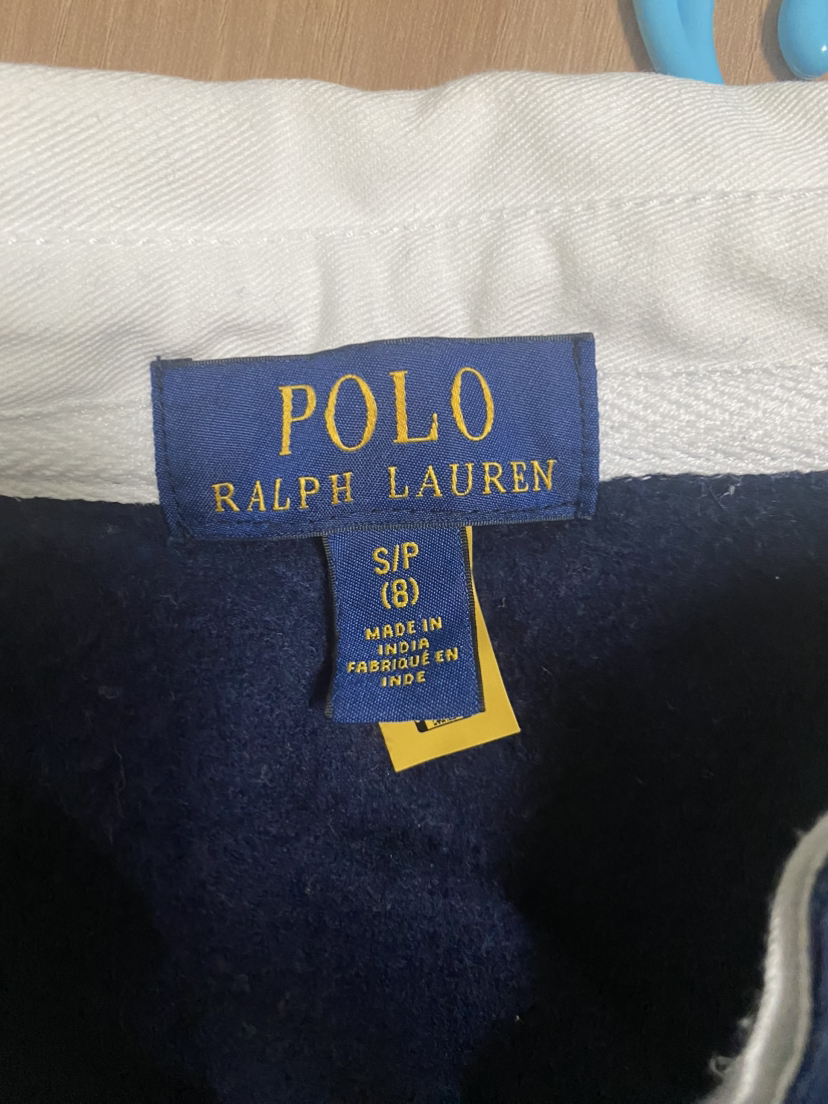 POLO
RALPH LAUREN
S/P
(8)
MADE IN
INDIA
FABRIQUÉ EN
INDE